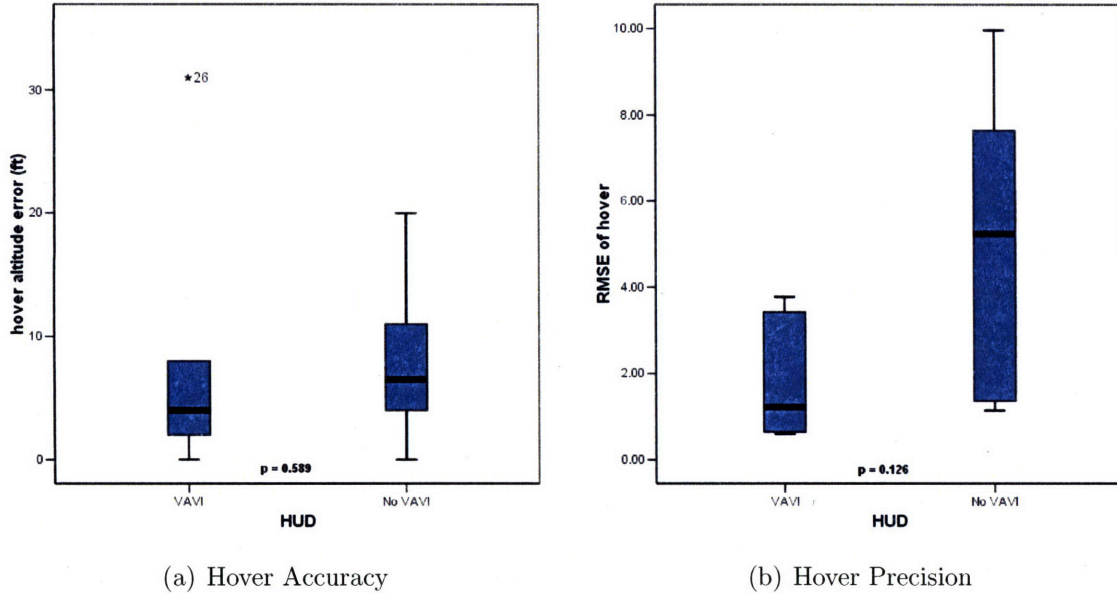 30
20
10
0
hover altitude error (ft)
*26
p = 0.589
VAVI
No VAVI
HUD
(a) Hover Accuracy
10.00
8.00
6.00
4.00
2.00
0.00
RMSE of hover
p = 0.126
VAVI
No VAVI
HUD
(b) Hover Precision